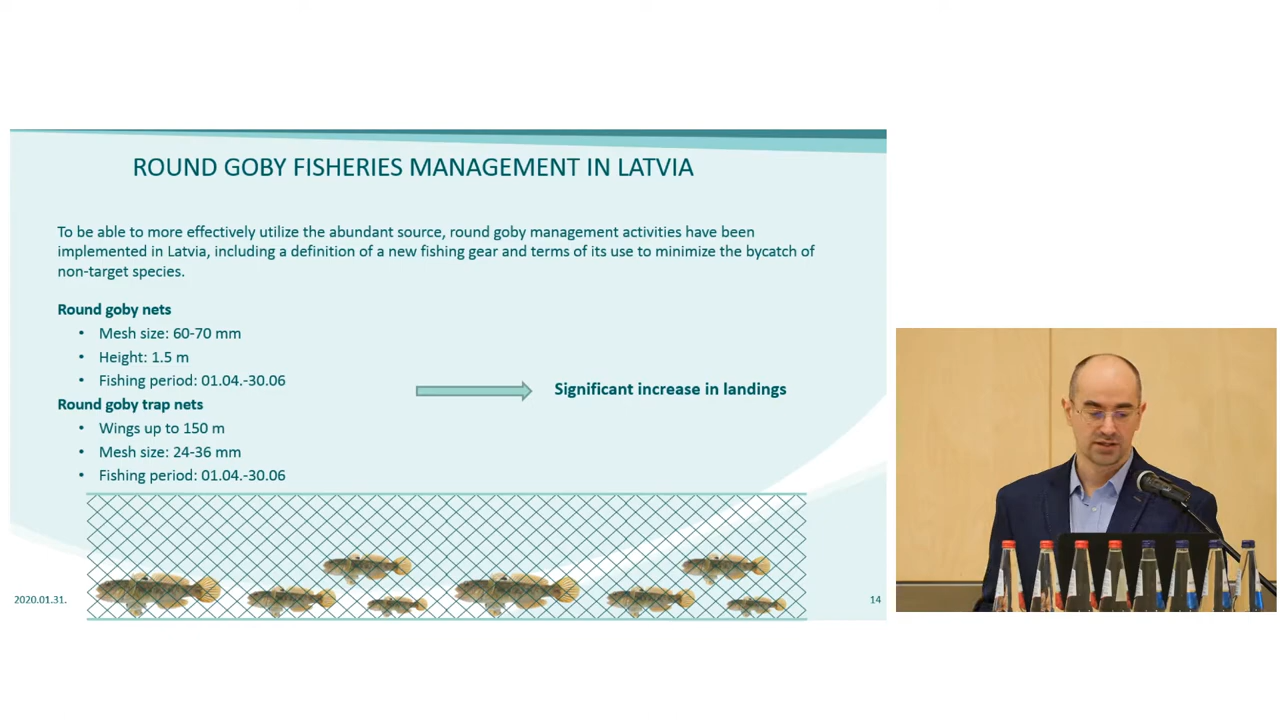 ROUND GOBY FISHERIES MANAGEMENT IN LATVIA
To be able to more effectively utilize the abundant source, round goby management activities have been
implemented in Latvia, including a definition of a new fishing gear and terms of its use to minimize the bycatch of
non-target species.
Round goby nets
• Mesh size: 60-70 mm
• Height: 1.5 m
• Fishing period: 01.04.-30.06
Round goby trap nets
• Wings up to 150 m
• Mesh size: 24-36 mm
• Fishing period: 01.04.-30.06
Significant increase in landings
2020.01.31.
14